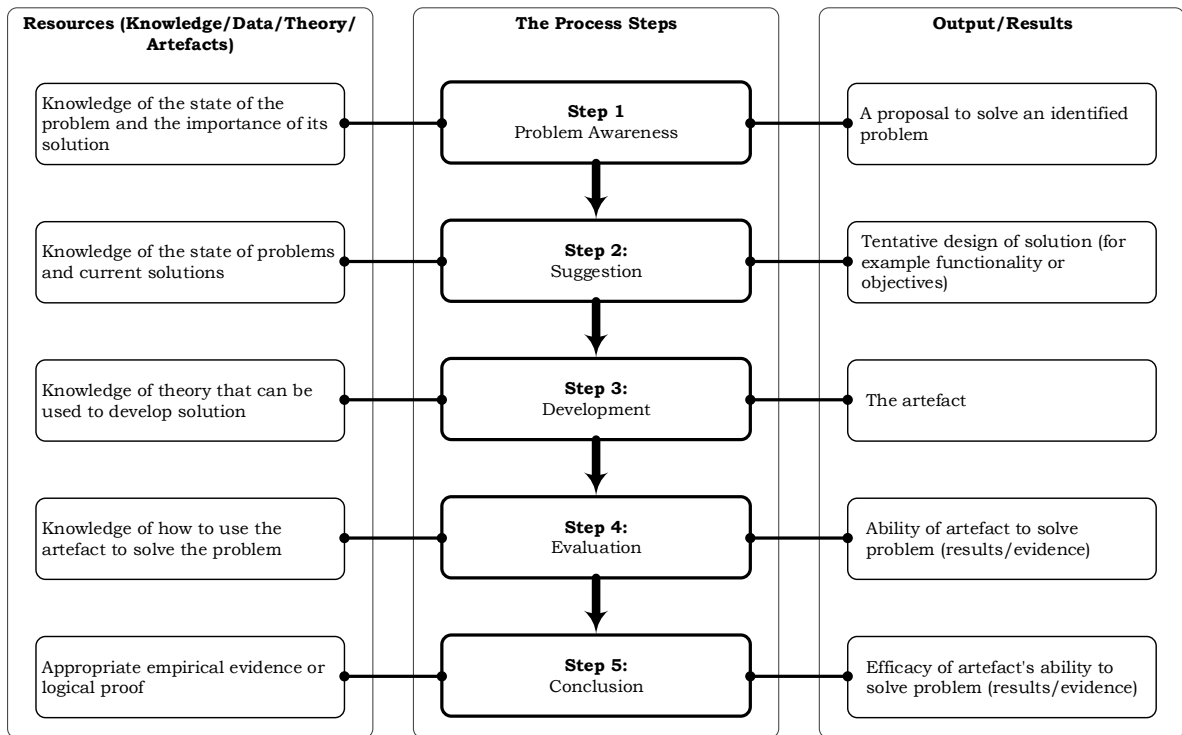 Resources (Knowledge/Data/Theory/
Artefacts)
The Process Steps
Output/Results
Knowledge of the state of the
problem and the importance of its
solution
Step 1
Problem Awareness
A proposal to solve an identified
problem
Knowledge of the state of problems
and current solutions
Step 2:
Suggestion
Tentative design of solution (for
example functionality or
objectives)
Knowledge of theory that can be
used to develop solution
Step 3:
Development
The artefact
Knowledge of how to use the
artefact to solve the problem
Step 4:
Evaluation
Ability of artefact to solve
problem (results/evidence)
Appropriate empirical evidence or
logical proof
Step 5:
Conclusion
Efficacy of artefact's ability to
solve problem (results/evidence)